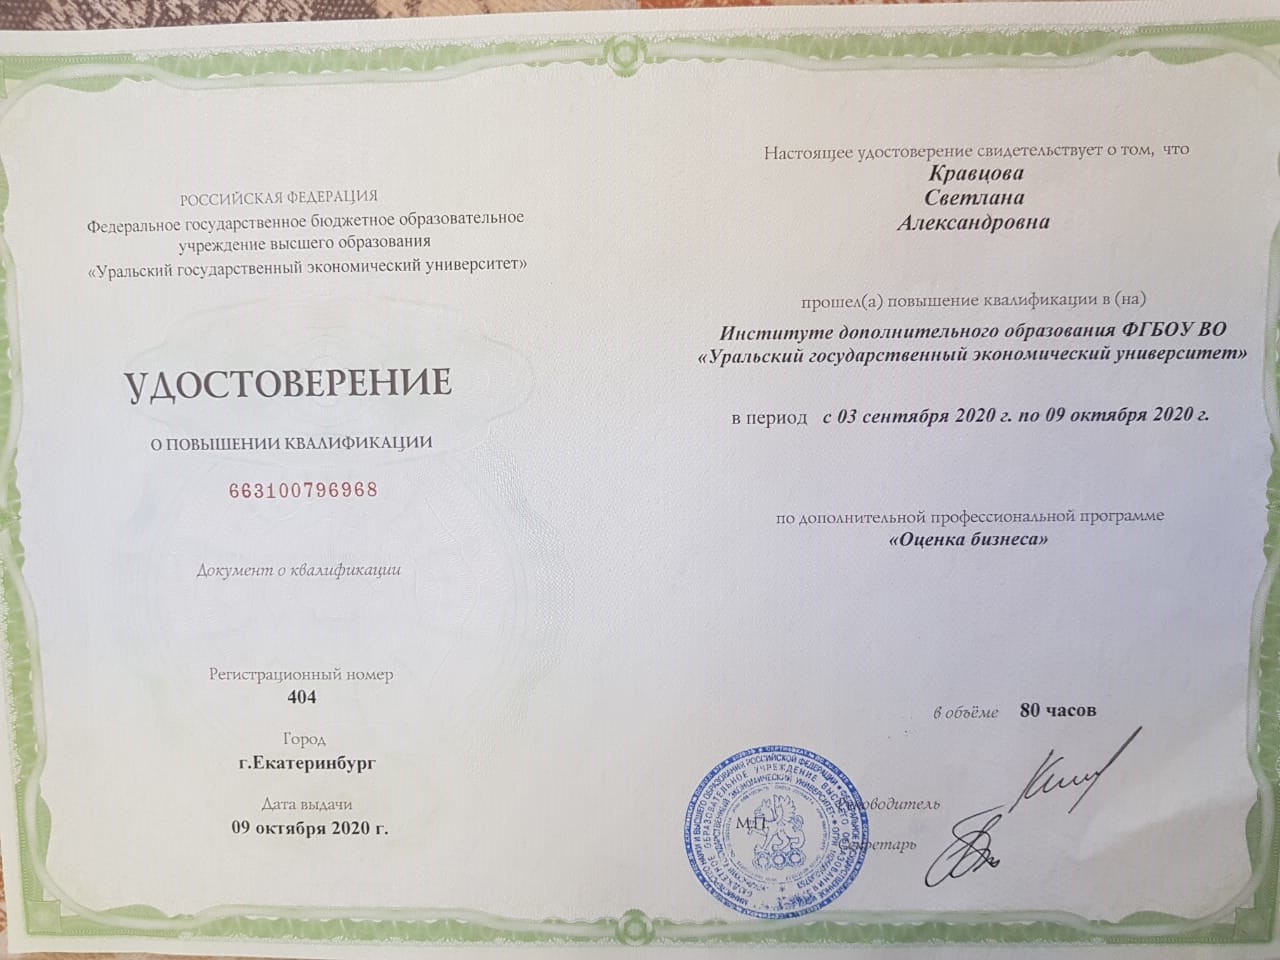 РОССИЙСКАЯ ФЕДЕРАЦИЯ
Федеральное государственное бюджетное образовательное
учреждение высшего образования
«Уральский государственный экономический университет»
УДОСТОВЕРЕНИЕ
О ПОВЫШЕНИИ КВАЛИФИКАЦИИ
663100796968
Документ о квалификации
Регистрационный номер
404
Город
г.Екатеринбург
Дата выдачи
09 октября 2020 г.
Настоящее удостоверение свидетельствует о том, что
Кравцова
Светлана
Александровна
прошел(а) повышение квалификации в (на)
Институте дополнительного образования ФГБОУ ВО
«Уральский государственный экономический университет»
в период с 03 сентября 2020 г. по 09 октября 2020 г.
по дополнительной профессиональной программе
«Оценка бизнеса»
в объёме 80 часов
М.П.
Руководитель
Секретарь